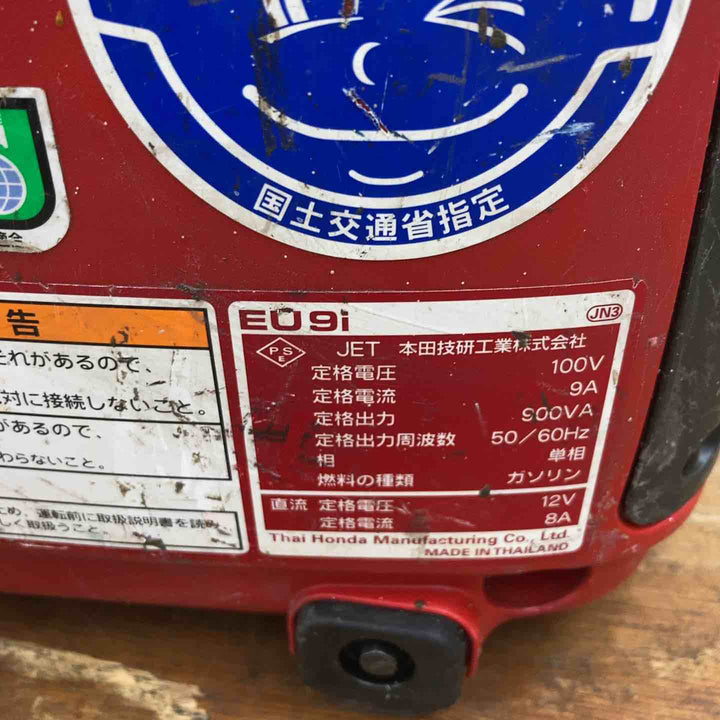 国土交通省指定
告
EU9i
JN3
PSE JET 本田技研工業株式会社
定格電圧 100V
定格電流 9A
定格出力 900VA
定格出力周波数 50/60Hz
相 単相
燃料の種類 ガソリン
直流 定格電圧 12V
定格電流 8A
Thai Honda Manufacturing Co., Ltd.
MADE IN THAILAND
それがあるので、
対に接続しないこと。
があるので、
わらないこと。
め、運転前に取扱説明書を読み
しく取扱うこと。